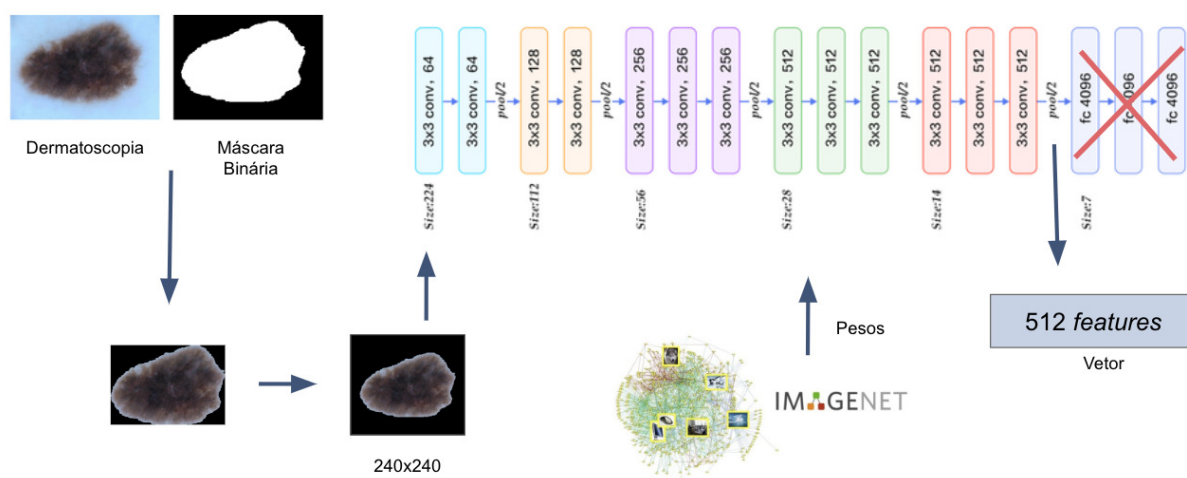 Dermatoscopia
Máscara
Binária
3x3 conv, 64
3x3 conv, 64
pool/2
3x3 conv, 128
3x3 conv, 128
pool/2
3x3 conv, 256
3x3 conv, 256
3x3 conv, 256
pool/2
3x3 conv, 512
3x3 conv, 512
3x3 conv, 512
pool/2
3x3 conv, 512
3x3 conv, 512
3x3 conv, 512
pool/2
fc 4096
fc 4096
fc 4096
Size:224
Size:112
Size:56
Size:28
Size:14
Size:7
240x240
Pesos
IMAGENET
512 features
Vetor